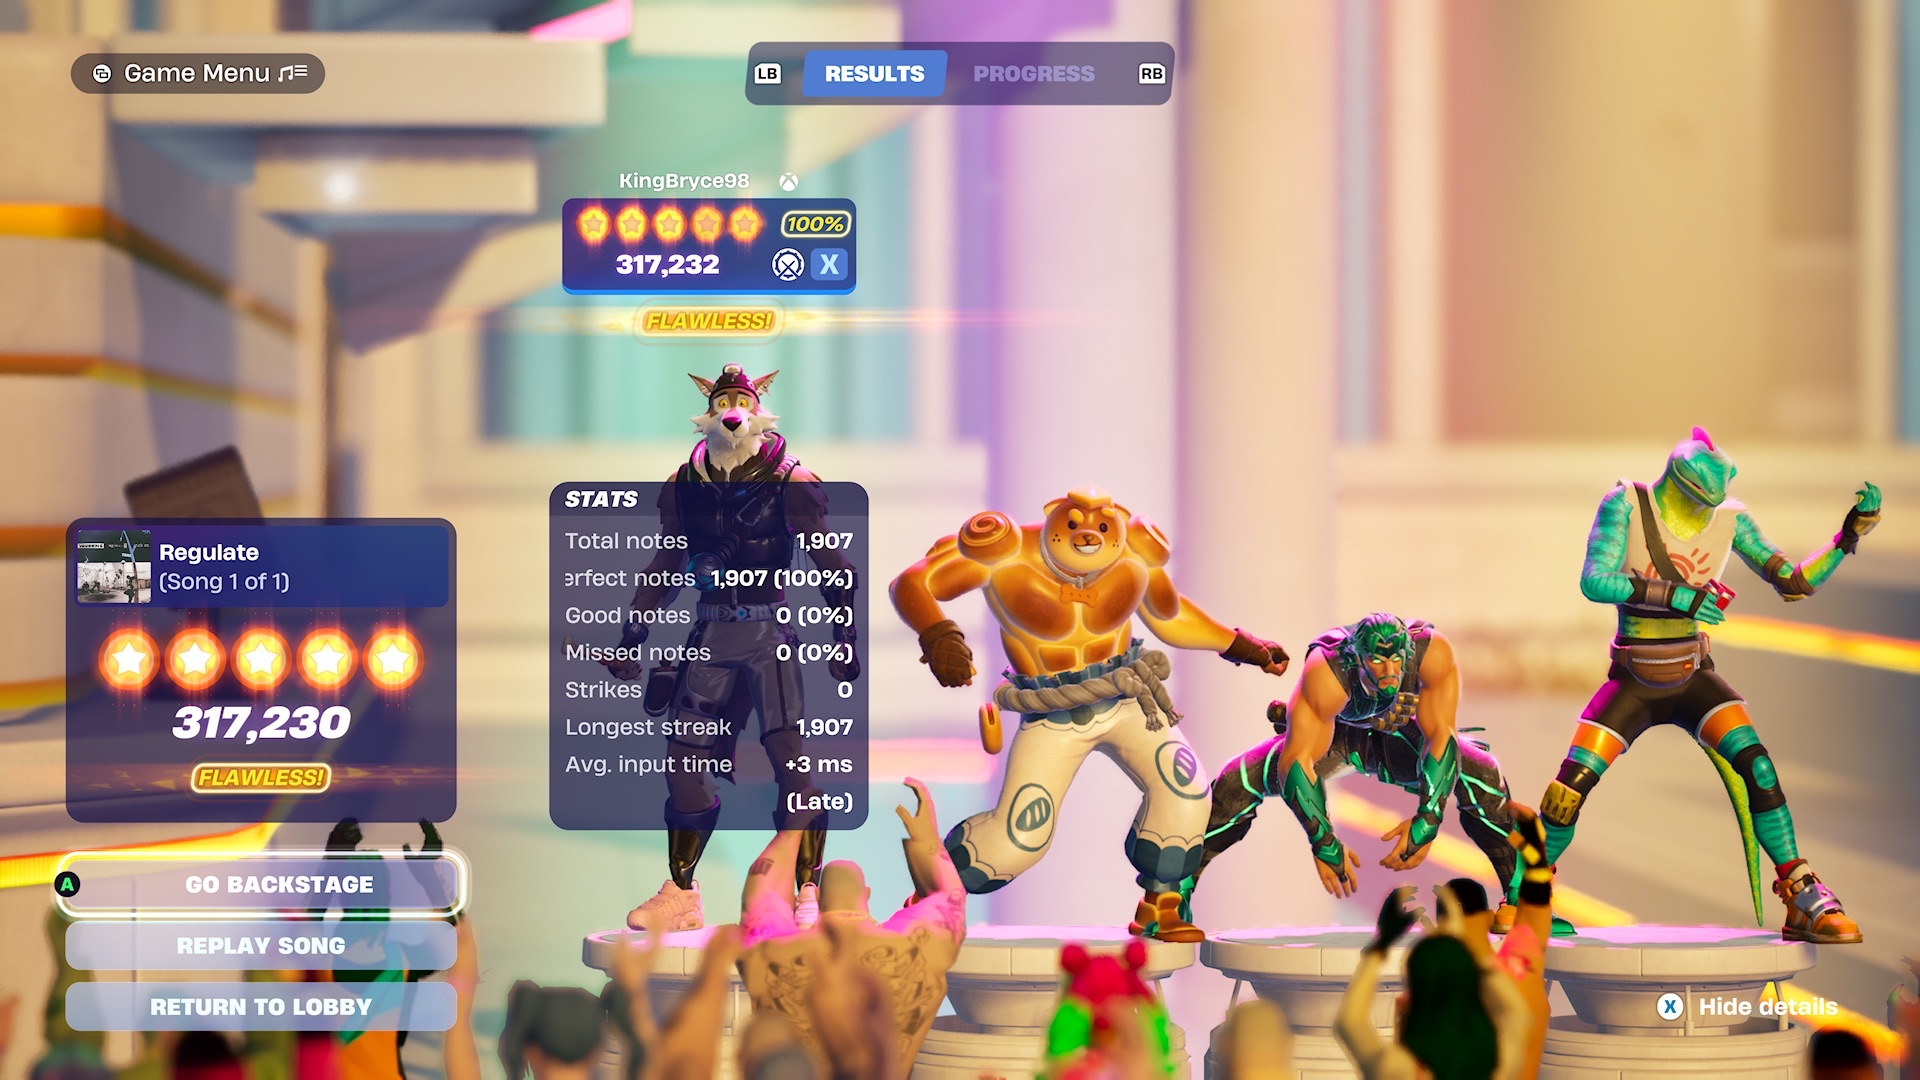 Game Menu
LB
RESULTS
PROGRESS
RB
KingBryce98
100%
317,232
X
FLAWLESS!
STATS
Total notes 1,907
erfect notes 1,907 (100%)
Good notes 0 (0%)
Missed notes 0 (0%)
Strikes 0
Longest streak 1,907
Avg. input time +3 ms
(Late)
Regulate
(Song 1 of 1)
317,230
FLAWLESS!
A GO BACKSTAGE
REPLAY SONG
RETURN TO LOBBY
X Hide details